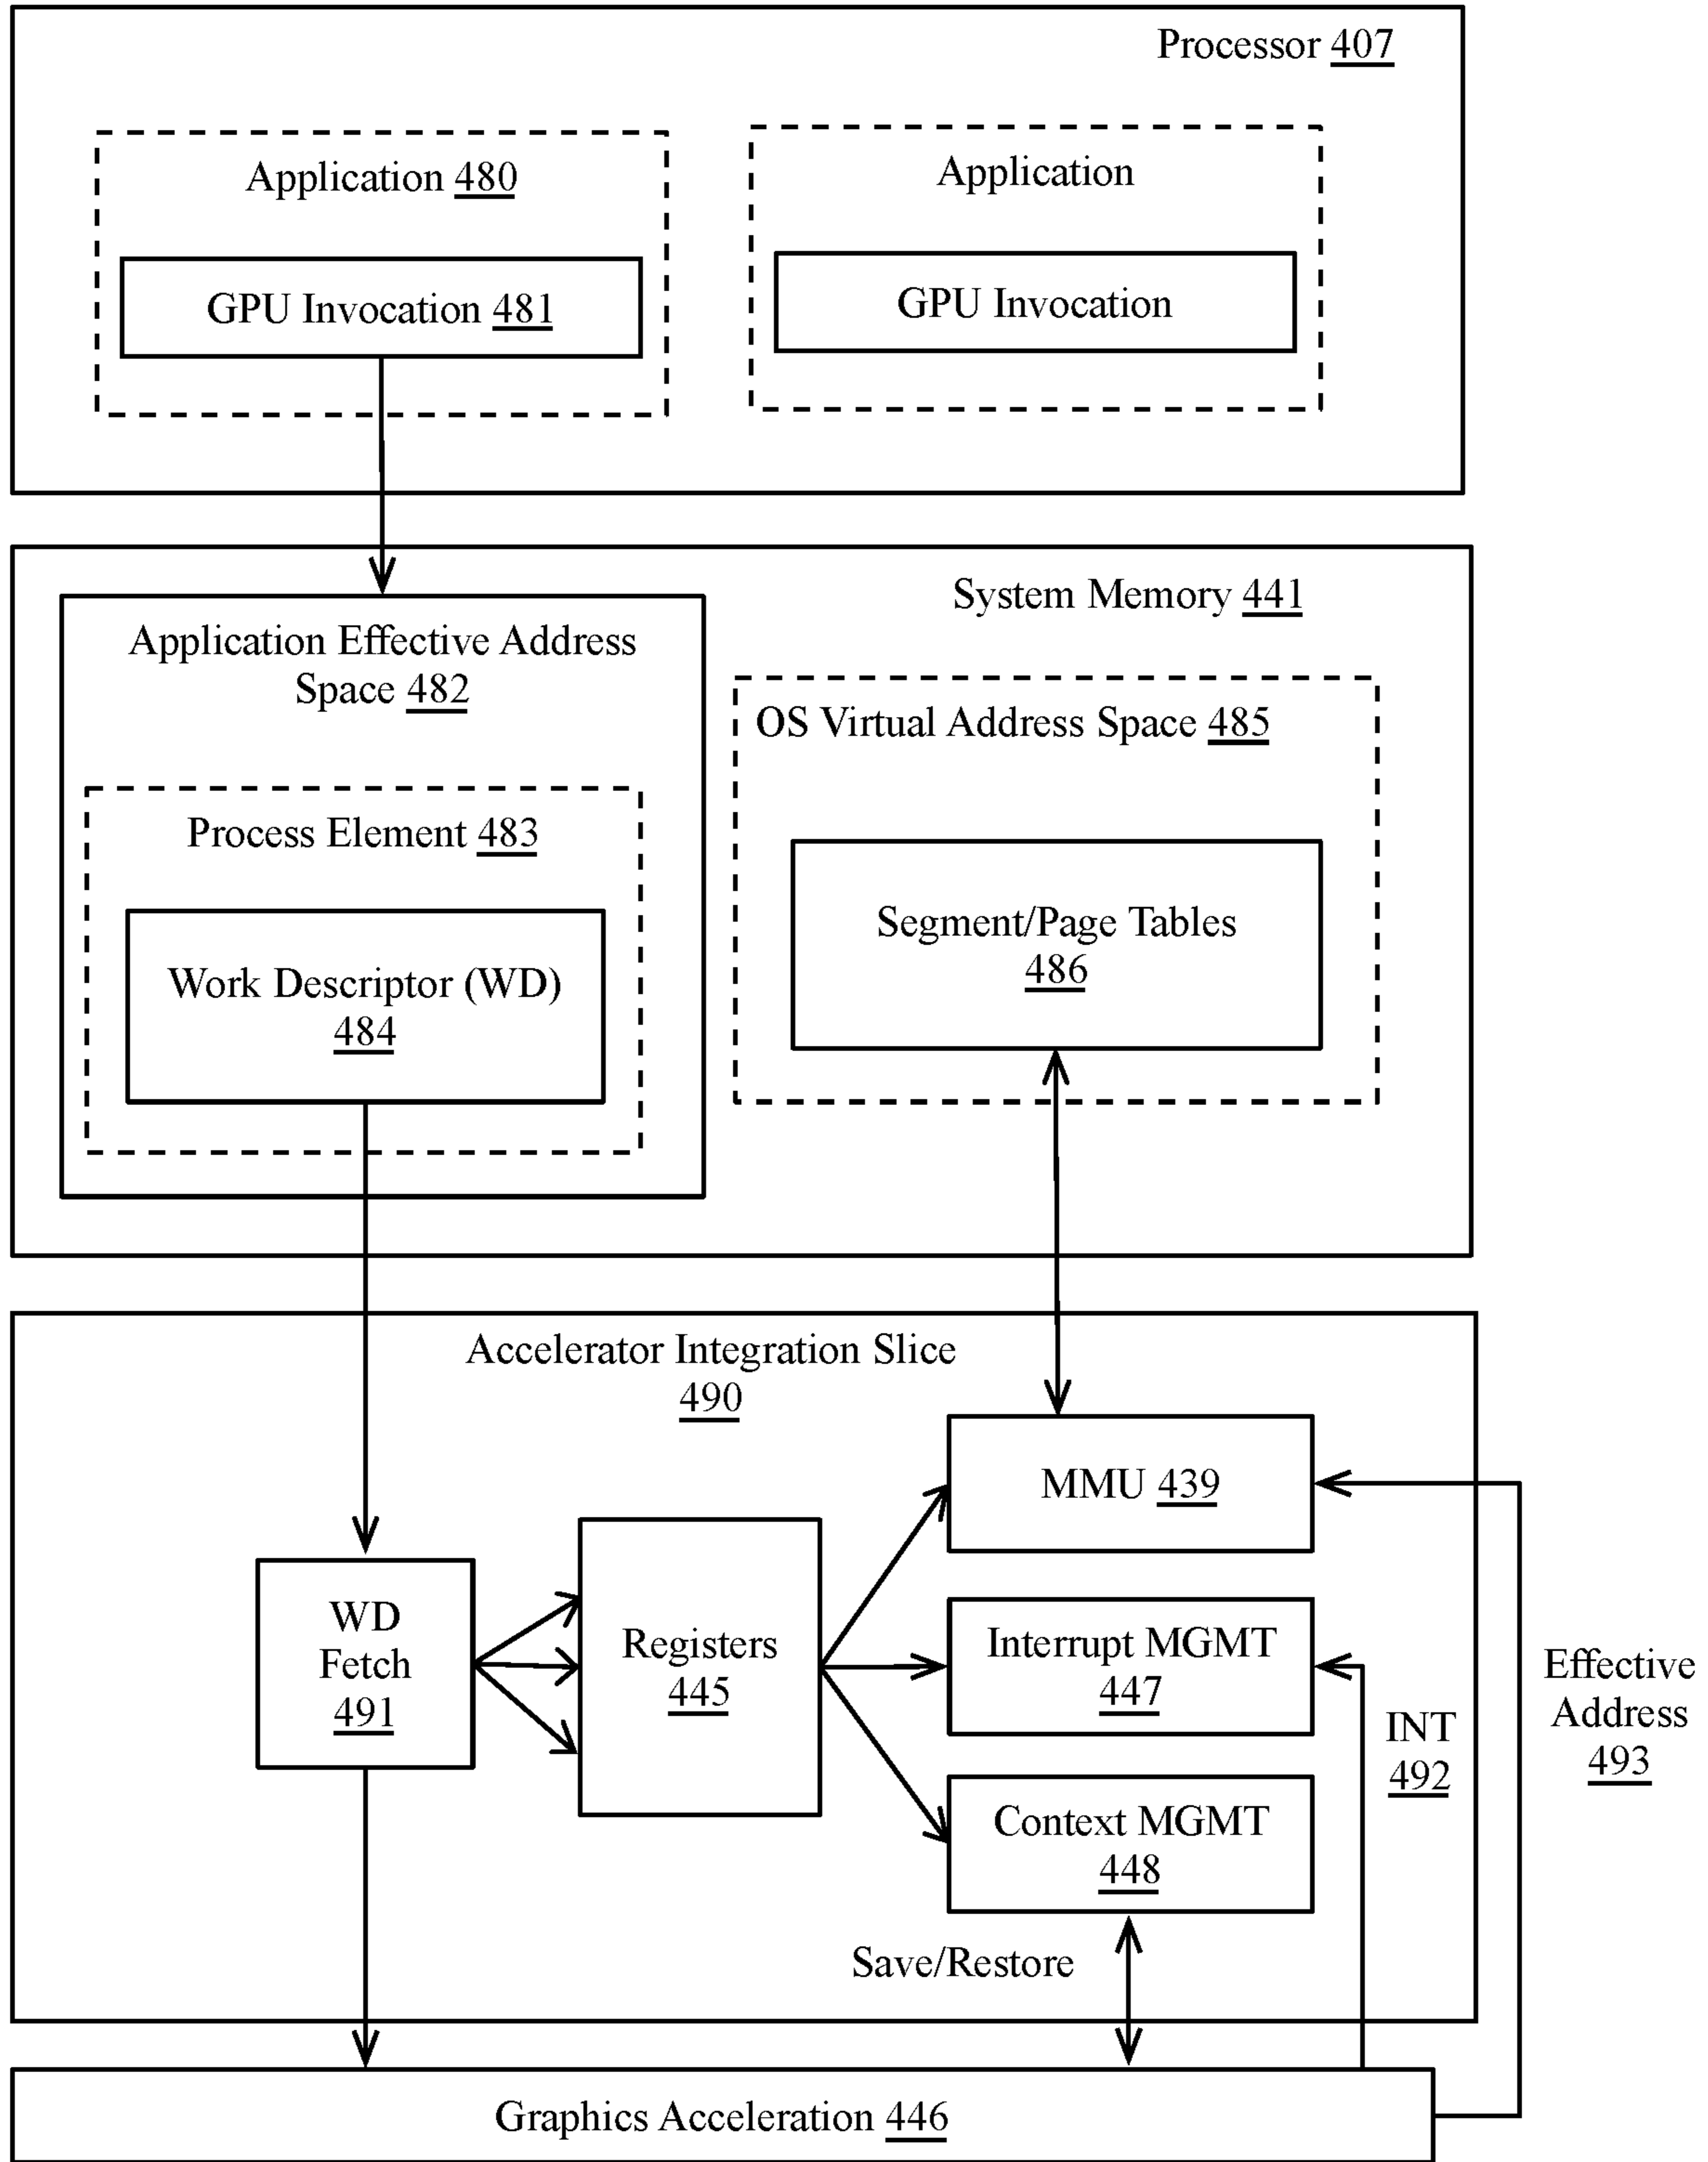 Processor 407
Application 480
Application
GPU Invocation 481
GPU Invocation
System Memory 441
Application Effective Address
Space 482
OS Virtual Address Space 485
Process Element 483
Segment/Page Tables
486
Work Descriptor (WD)
484
Accelerator Integration Slice
490
MMU 439
WD
Fetch
491
Registers
445
Interrupt MGMT
447
Effective
Address
493
INT
492
Context MGMT
448
Save/Restore
Graphics Acceleration 446